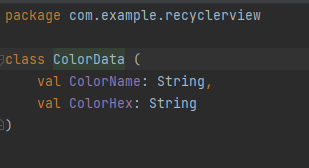 package com.example.recyclerview
class ColorData (
val ColorName: String,
val ColorHex: String
)